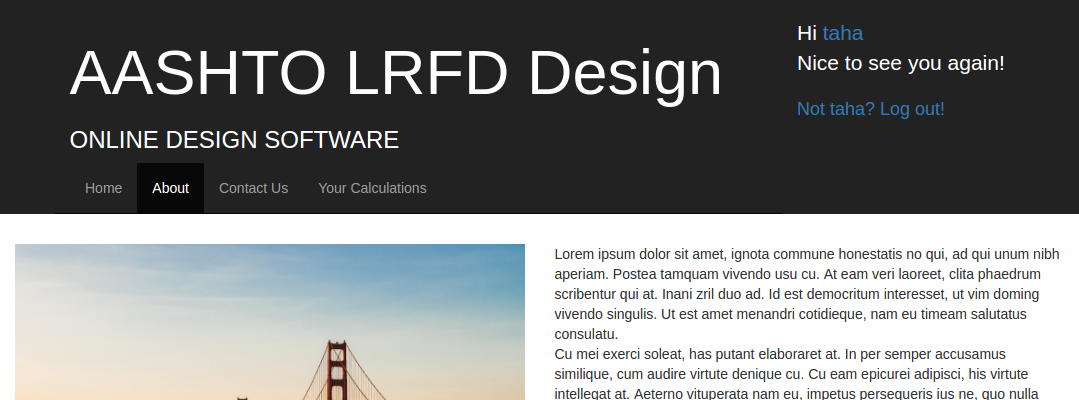 AASHTO LRFD Design
ONLINE DESIGN SOFTWARE
Hi taha
Nice to see you again!
Not taha? Log out!
Home About Contact Us Your Calculations
Lorem ipsum dolor sit amet, ignota commune honestatis no qui, ad qui unum nibh
aperiam. Postea tamquam vivendo usu cu. At eam veri laoreet, clita phaedrum
scribentur qui at. Inani zril duo ad. Id est democritum interesset, ut vim doming
vivendo singulis. Ut est amet menandri cotidieque, nam eu timeam salutatus
consulatu.
Cu mei exerci soleat, has putant elaboraret at. In per semper accusamus
similique, cum audire virtute denique cu. Cu eam epicurei adipisci, his virtute
intellegat at. Aeterno vituperata nam eu, impetus persequeris ius ne, quo nulla